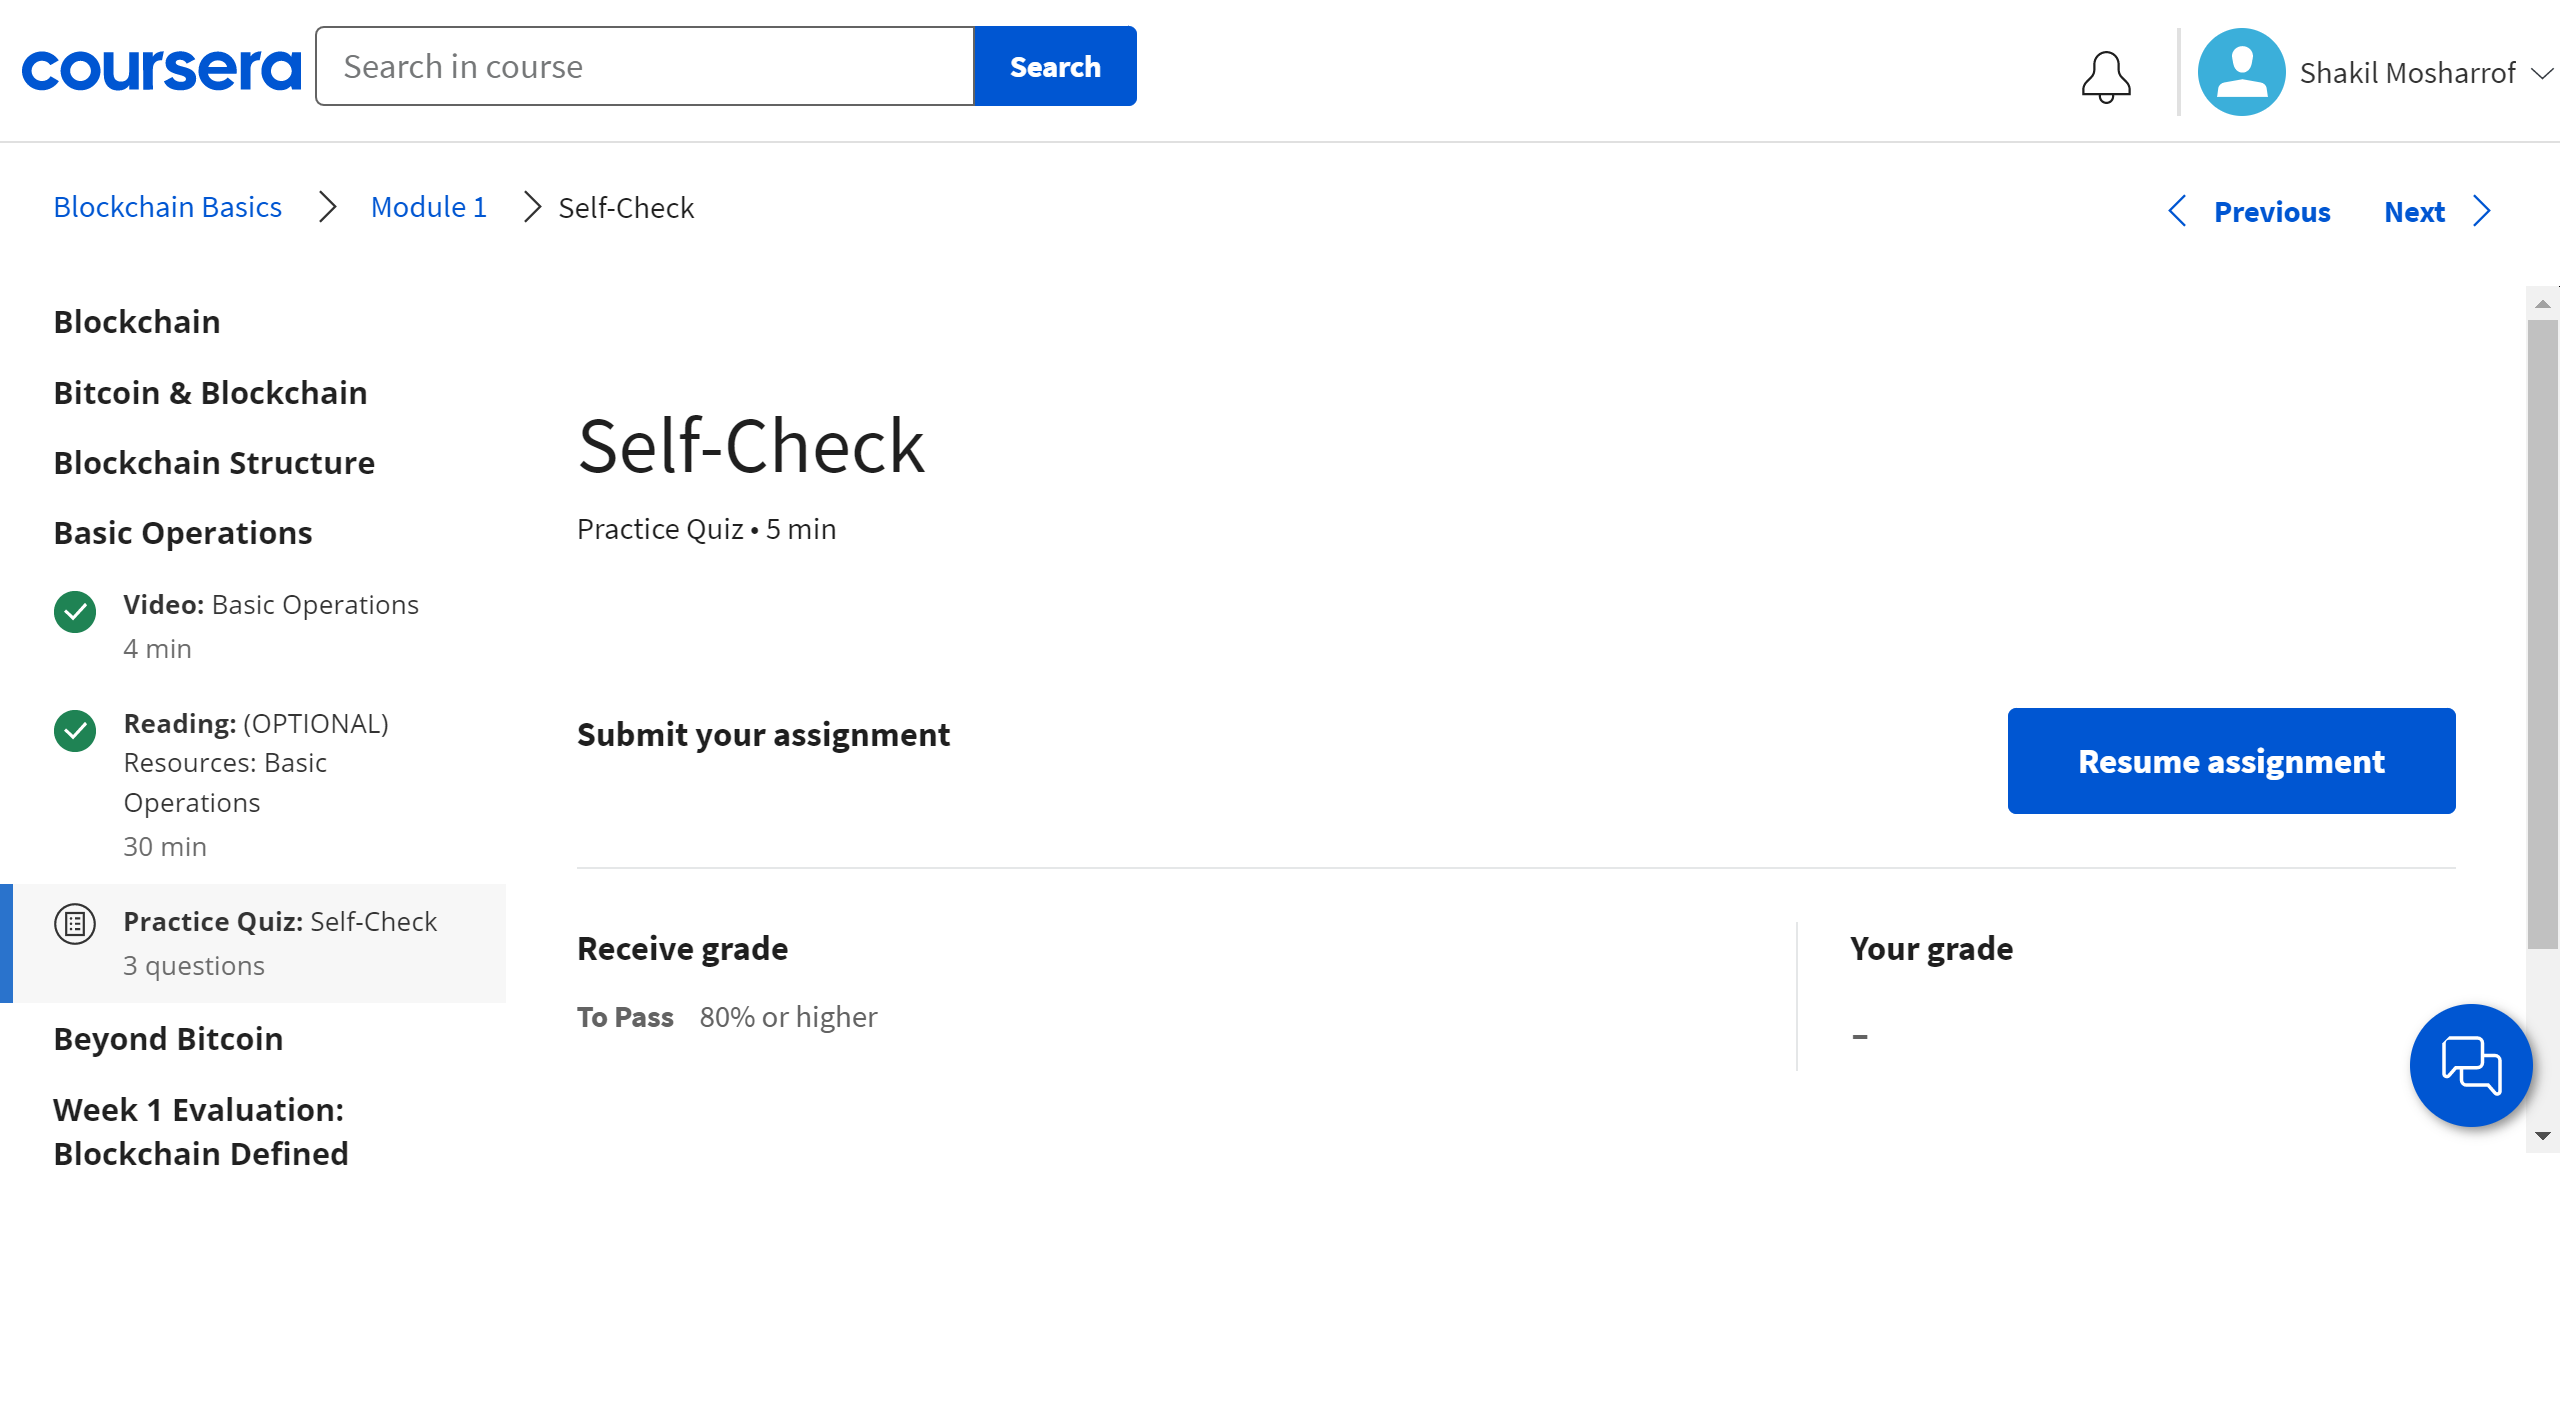 coursera
Search in course
Search
Shakil Mosharrof
Blockchain Basics
Module 1
Self-Check
Previous
Next
Blockchain
Bitcoin & Blockchain
Blockchain Structure
Basic Operations
Video: Basic Operations
4 min
Reading: (OPTIONAL)
Resources: Basic
Operations
30 min
Practice Quiz: Self-Check
3 questions
Beyond Bitcoin
Week 1 Evaluation:
Blockchain Defined
Self-Check
Practice Quiz • 5 min
Submit your assignment
Resume assignment
Receive grade
To Pass 80% or higher
Your grade
–